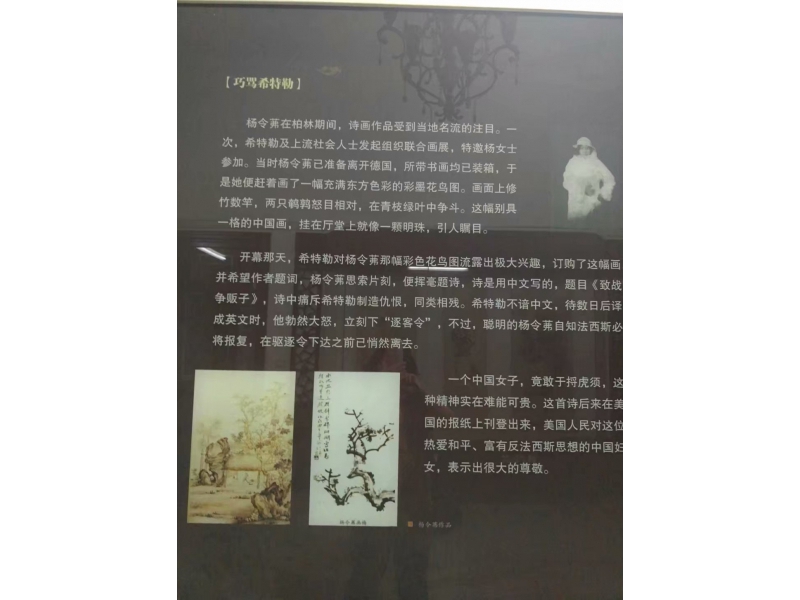 【巧骂希特勒】
杨令茀在柏林期间，诗画作品受到当地名流的注目。一
次，希特勒及上流社会人士发起组织联合画展，特邀杨女士
参加。当时杨令茀已准备离开德国，所带书画均已装箱，于
是她便赶着画了一幅充满东方色彩的彩墨花鸟图。画面上修
竹数竿，两只鹌鹑怒目相对，在青枝绿叶中争斗。这幅别具
一格的中国画，挂在厅堂上就像一颗明珠，引人瞩目。
开幕那天，希特勒对杨令茀那幅彩色花鸟图流露出极大兴趣，订购了这幅画
并希望作者题词，杨令茀思索片刻，便挥毫题诗，诗是用中文写的，题目《致战
争贩子》，诗中痛斥希特勒制造仇恨，同类相残。希特勒不谙中文，待数日后译
成英文时，他勃然大怒，立刻下“逐客令”，不过，聪明的杨令茀自知法西斯必
将报复，在驱逐令下达之前已悄然离去。
一个中国女子，竟敢于捋虎须，这
种精神实在难能可贵。这首诗后来在美
国的报纸上刊登出来，美国人民对这位
热爱和平、富有反法西斯思想的中国妇
女，表示出很大的尊敬。
杨令茀作品